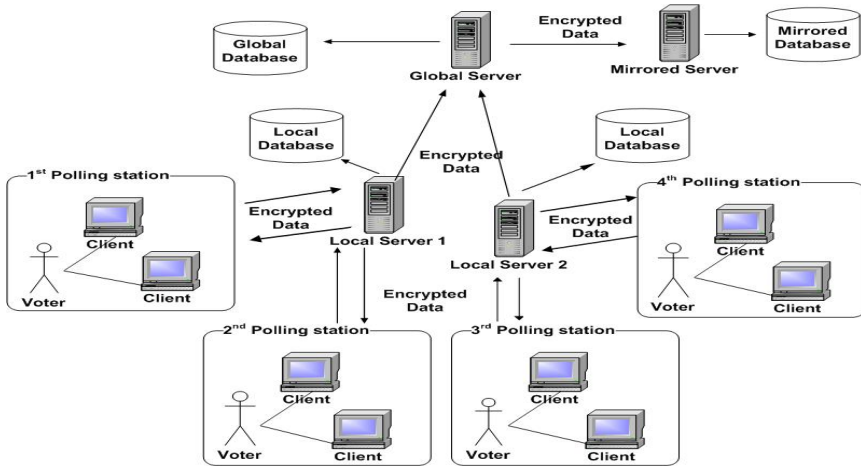 Global
Database
Global Server
Encrypted
Data
Mirrored Server
Mirrored
Database
Local
Database
Encrypted
Data
Local
Database
1st Polling station
Client
Voter
Client
Encrypted
Data
Local Server 1
Local Server 2
Encrypted
Data
4th Polling station
Client
Voter
Client
Encrypted
Data
2nd Polling station
Client
Voter
Client
3rd Polling station
Client
Voter
Client